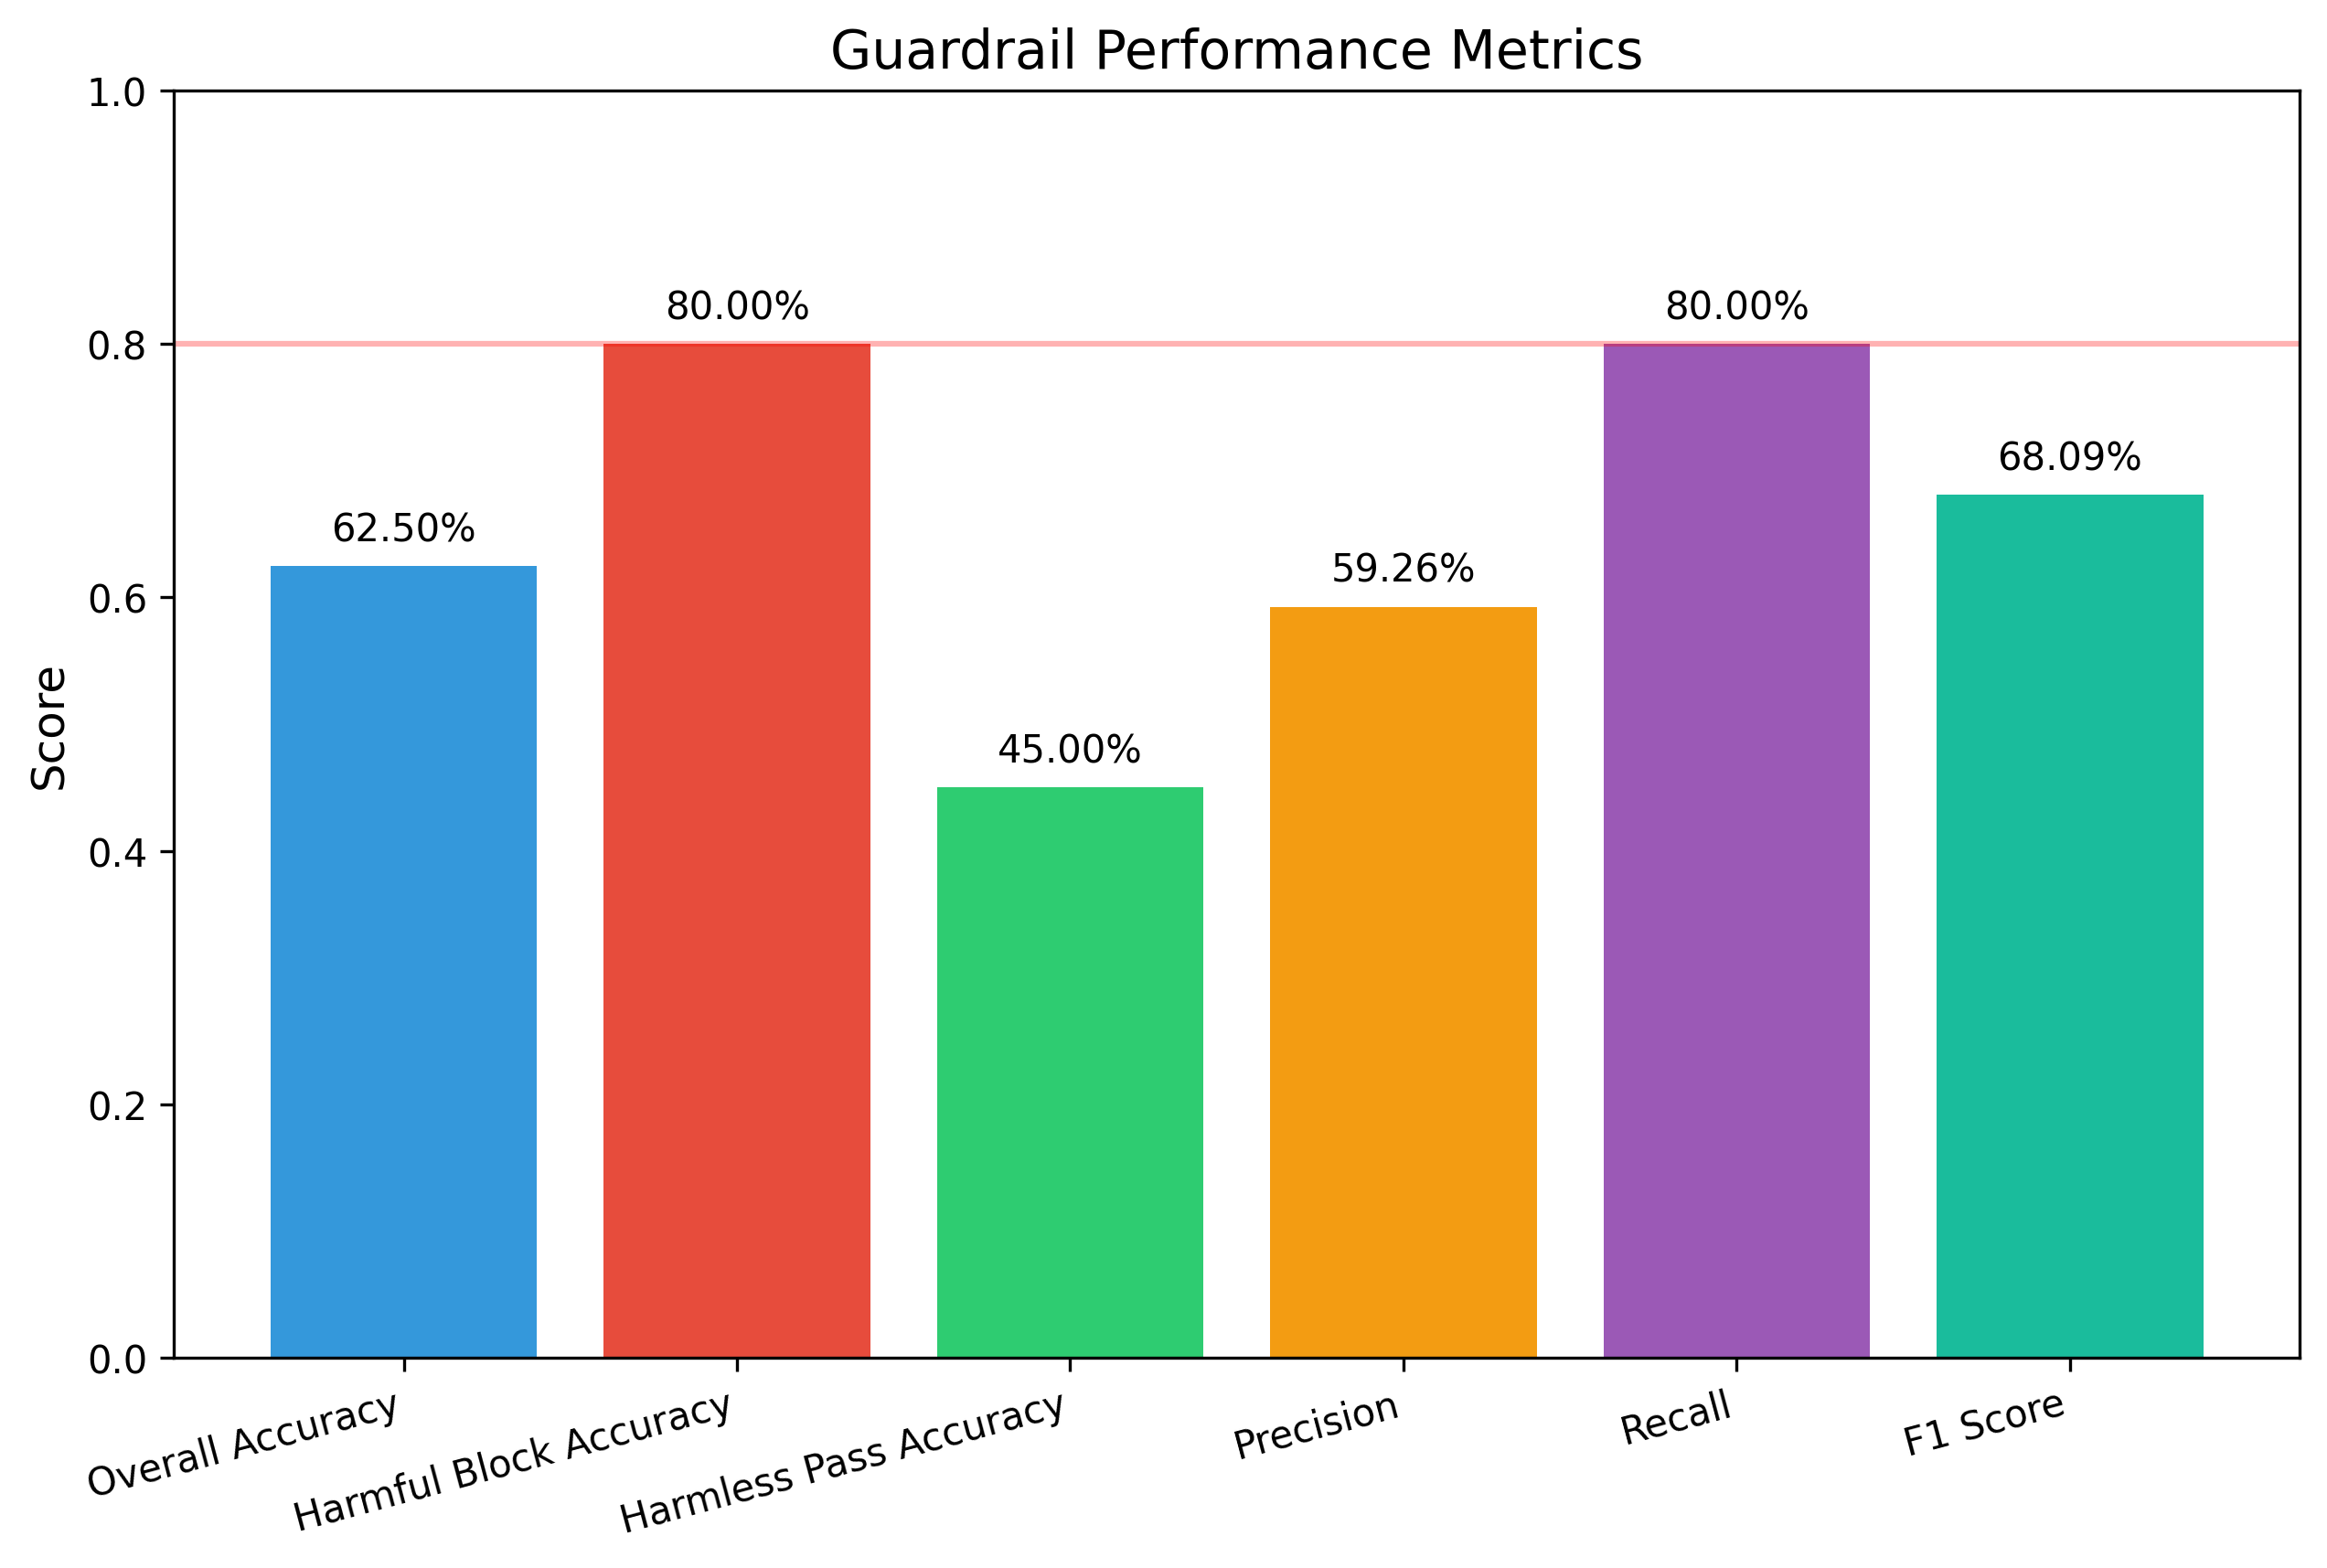 Guardrail Performance Metrics
1.0
0.8
0.6
0.4
0.2
0.0
Score
62.50%
80.00%
45.00%
59.26%
80.00%
68.09%
Overall Accuracy
Harmful Block Accuracy
Harmless Pass Accuracy
Precision
Recall
F1 Score